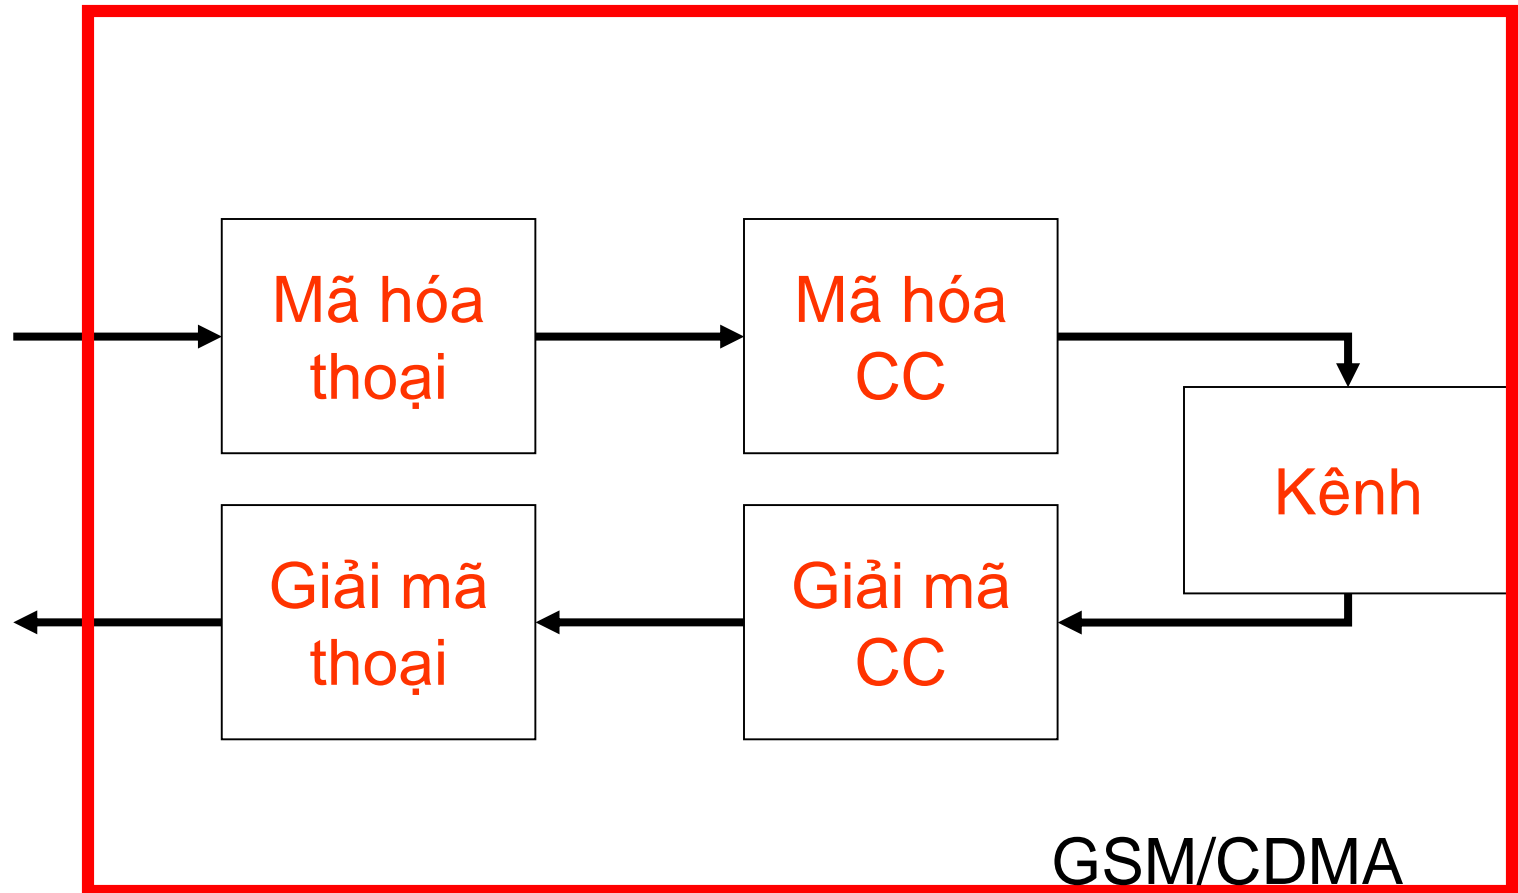 Mã hóa
thoại
Mã hóa
CC
Kênh
Giải mã
thoại
Giải mã
CC
GSM/CDMA